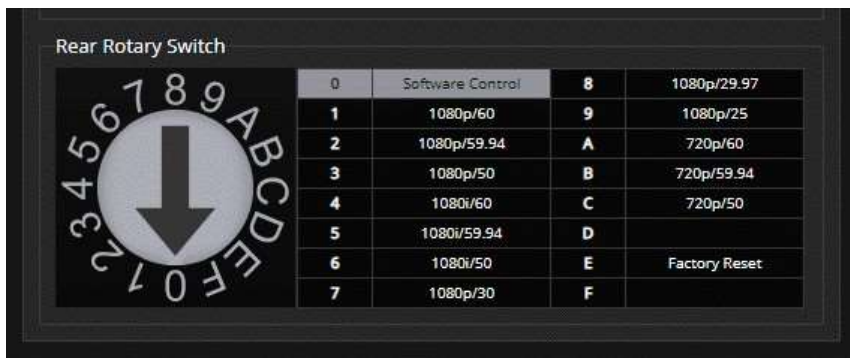 Rear Rotary Switch
0 1 2 3 4 5 6 7 8 9 A B C D E F
0 Software Control 8 1080p/29.97
1 1080p/60 9 1080p/25
2 1080p/59.94 A 720p/60
3 1080p/50 B 720p/59.94
4 1080i/60 C 720p/50
5 1080i/59.94 D
6 1080i/50 E Factory Reset
7 1080p/30 F